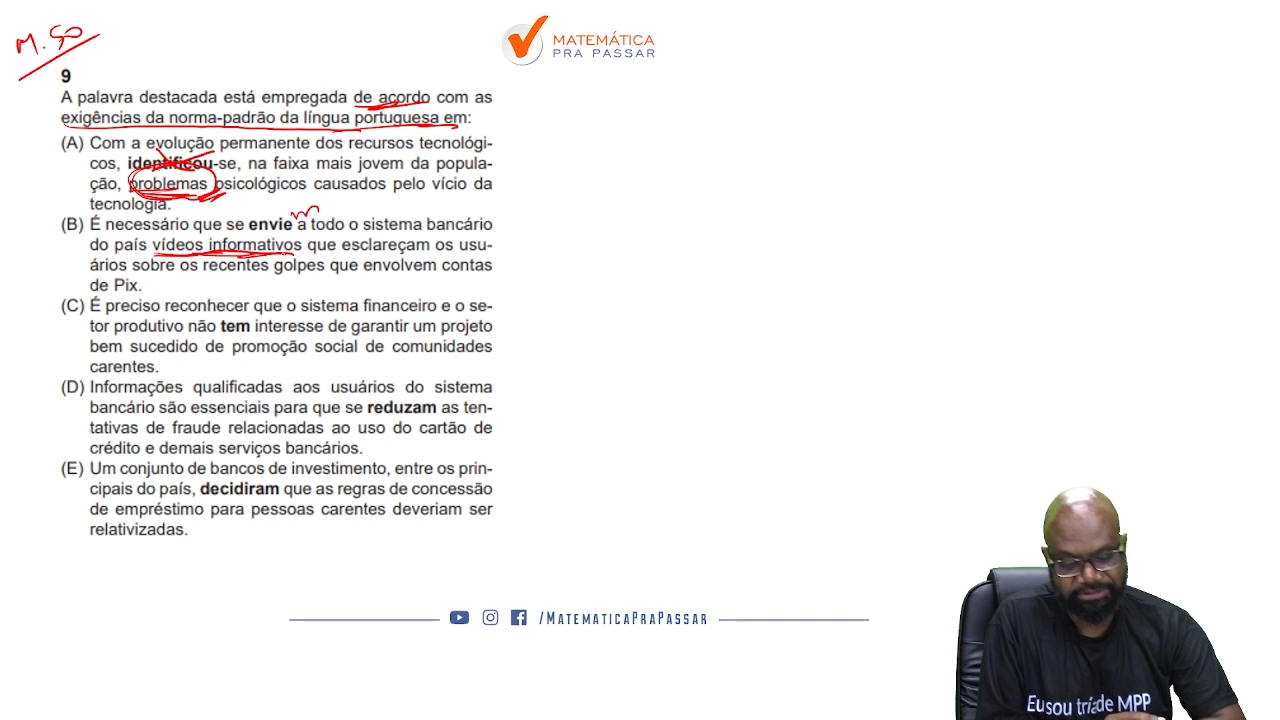 M. 50
MATEMÁTICA
PRA PASSAR
9
A palavra destacada está empregada de acordo com as
exigências da norma-padrão da língua portuguesa em:
(A) Com a evolução permanente dos recursos tecnológi-
cos, identificou-se, na faixa mais jovem da popula-
ção, problemas psicológicos causados pelo vício da
tecnologia.
(B) É necessário que se envie m a todo o sistema bancário
do país vídeos informativos que esclareçam os usu-
ários sobre os recentes golpes que envolvem contas
de Pix.
(C) É preciso reconhecer que o sistema financeiro e o se-
tor produtivo não tem interesse de garantir um projeto
bem sucedido de promoção social de comunidades
carentes.
(D) Informações qualificadas aos usuários do sistema
bancário são essenciais para que se reduzam as ten-
tativas de fraude relacionadas ao uso do cartão de
crédito e demais serviços bancários.
(E) Um conjunto de bancos de investimento, entre os prin-
cipais do país, decidiram que as regras de concessão
de empréstimo para pessoas carentes deveriam ser
relativizadas.
/MATEMATICAPRAPASSAR
Eu sou tríade MPP